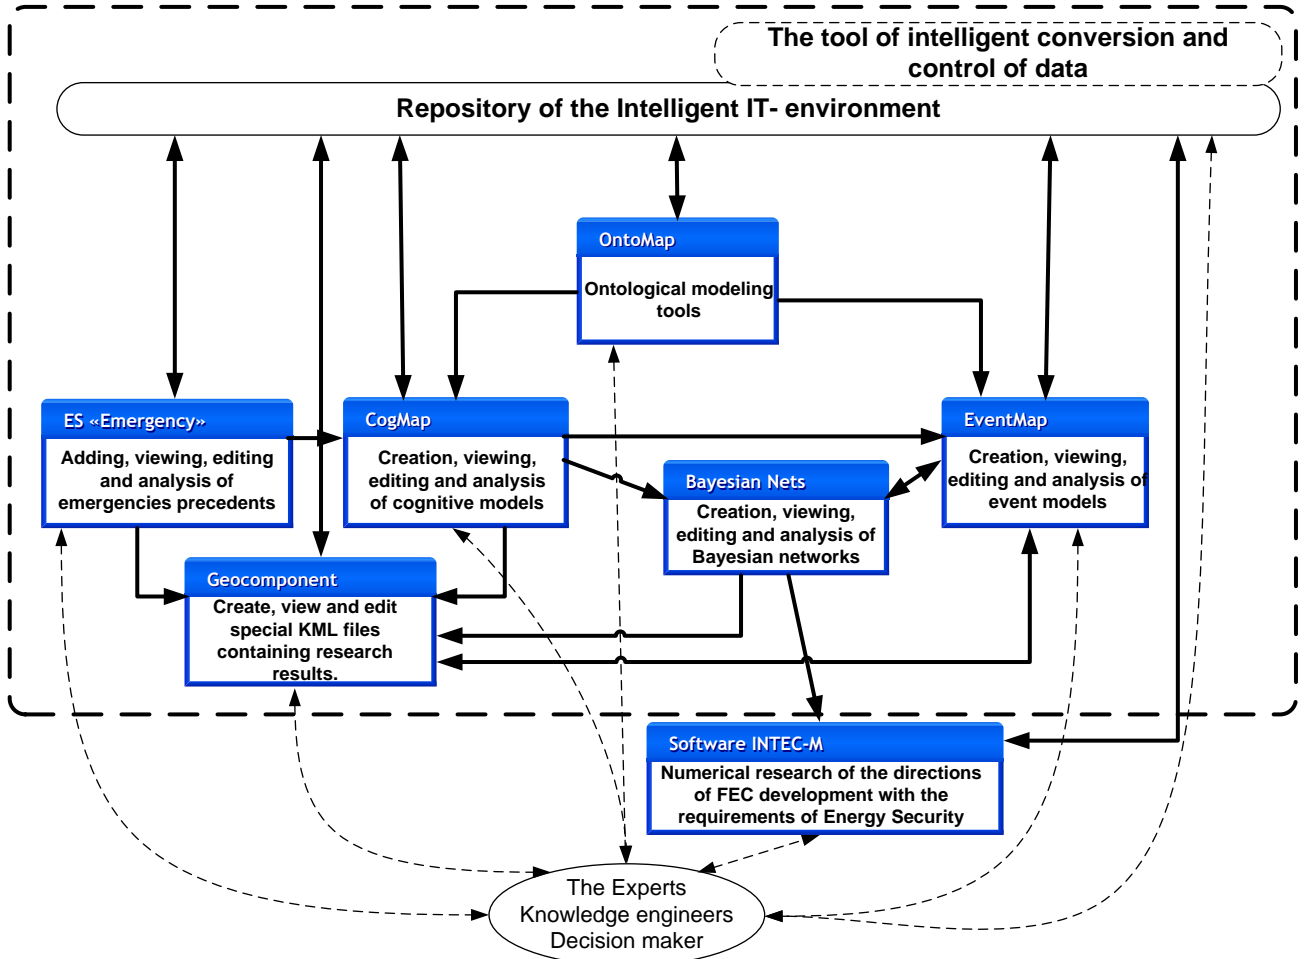 The tool of intelligent conversion and
control of data
Repository of the Intelligent IT- environment
OntoMap
Ontological modeling
tools
ES «Emergency»
Adding, viewing, editing
and analysis of
emergencies precedents
CogMap
Creation, viewing,
editing and analysis
of cognitive models
EventMap
Creation, viewing,
editing and analysis of
event models
Bayesian Nets
Creation, viewing,
editing and analysis of
Bayesian networks
Geocomponent
Create, view and edit
special KML files
containing research
results.
Software INTEC-M
Numerical research of the directions
of FEC development with the
requirements of Energy Security
The Experts
Knowledge engineers
Decision maker